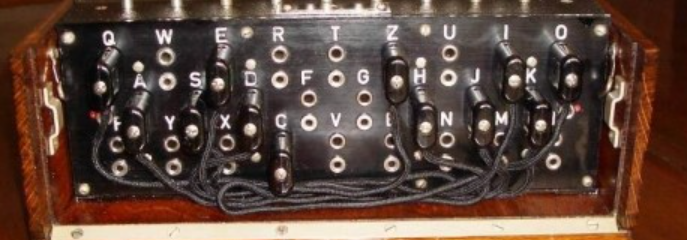 Q W E R T Z U I O
A S D F G H J K
Y X C V N M